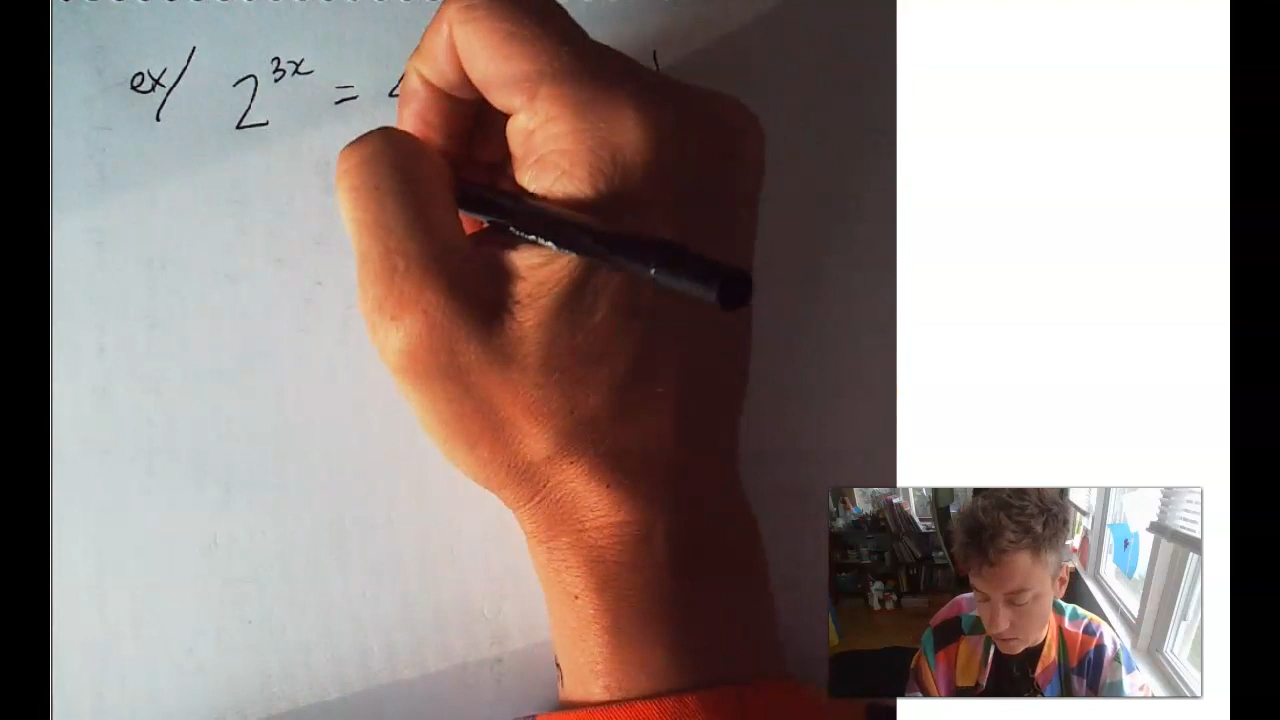 ex/ 2^{3x} =